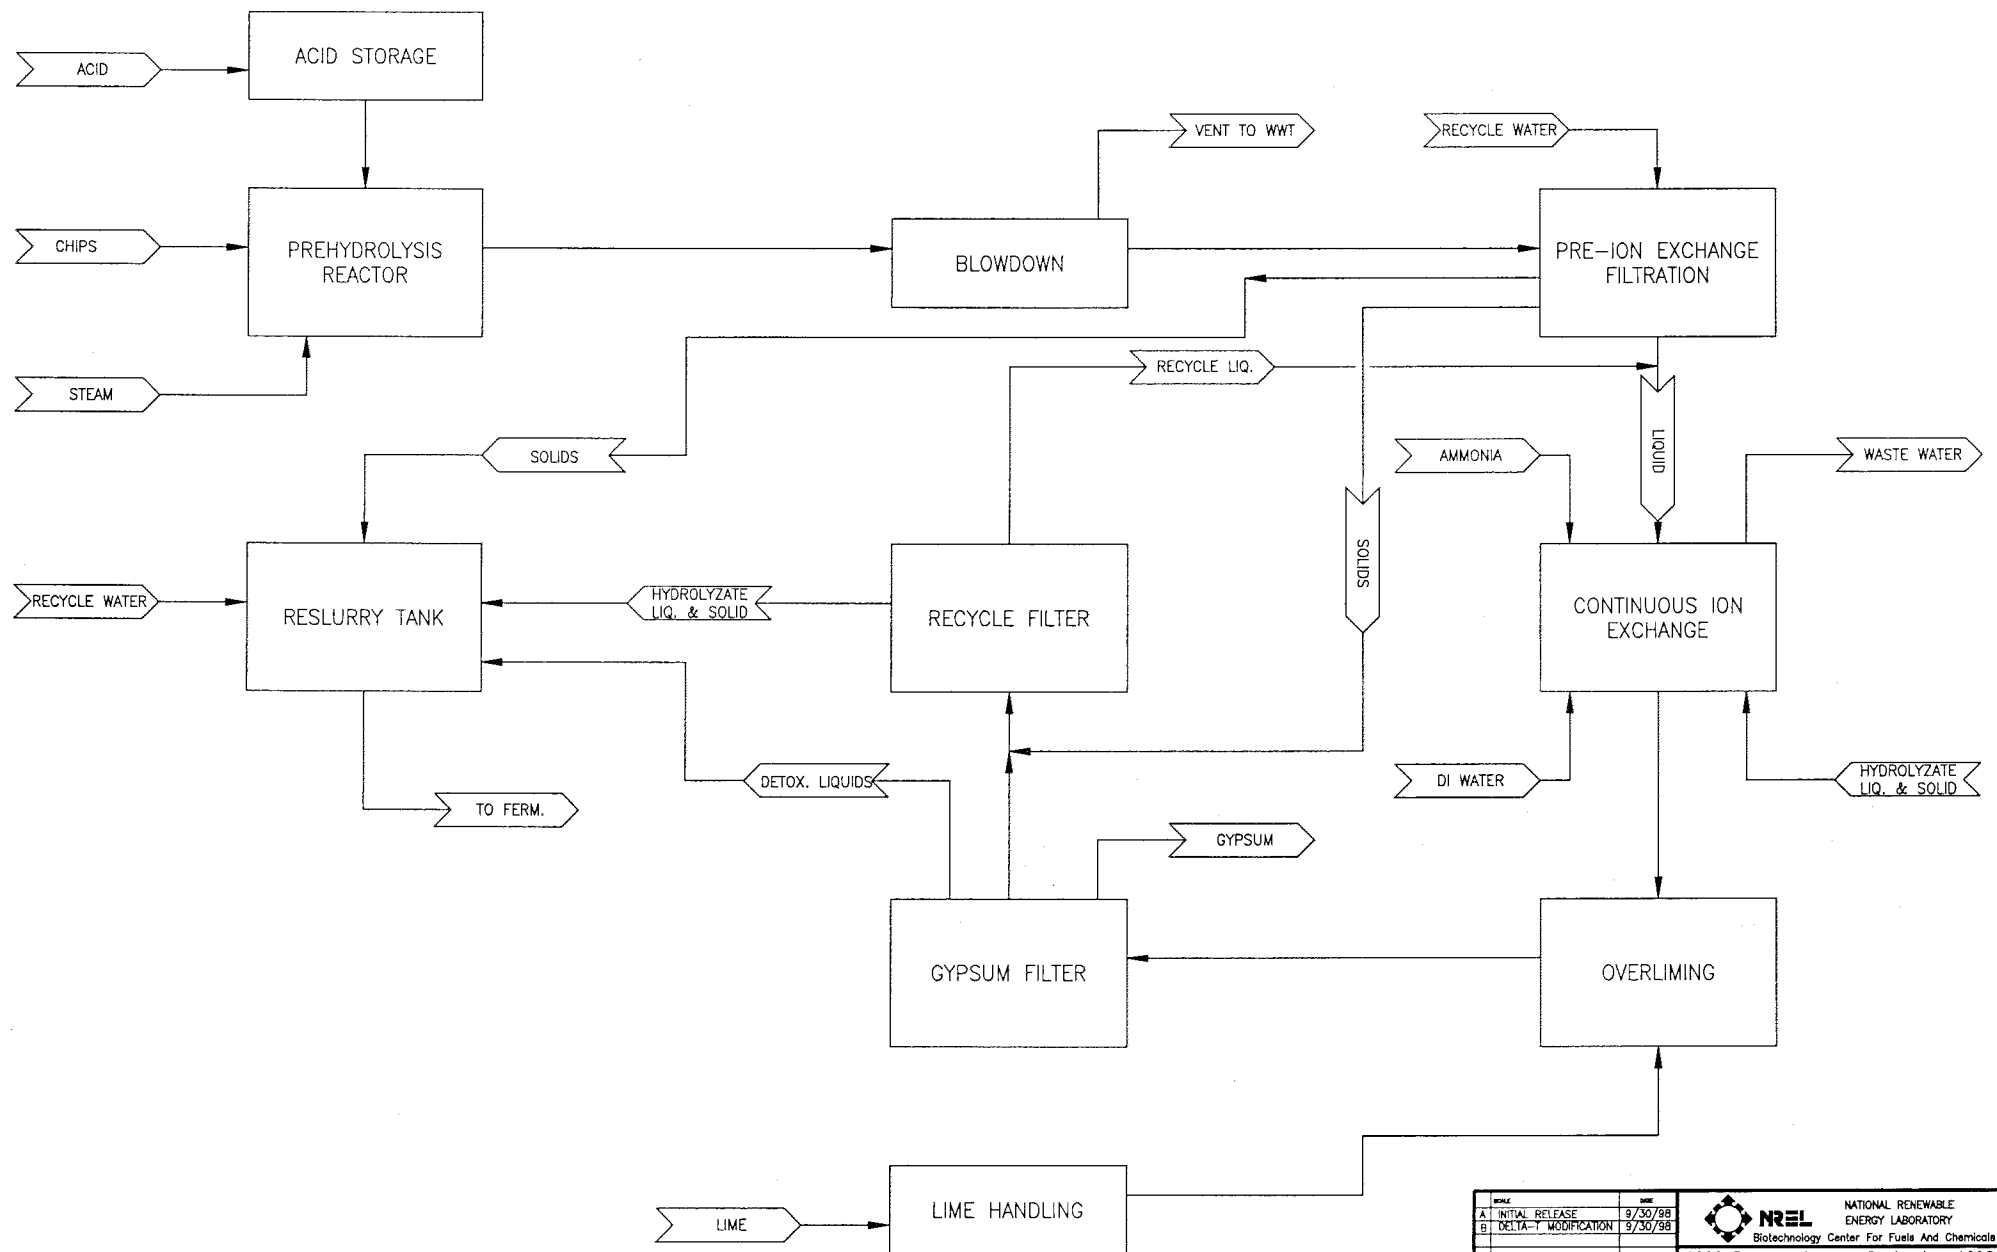 ACID
ACID STORAGE
VENT TO WWT
RECYCLE WATER
CHIPS
PREHYDROLYSIS
REACTOR
BLOWDOWN
PRE-ION EXCHANGE
FILTRATION
STEAM
RECYCLE LIQ.
SOLIDS
LIQUID
AMMONIA
WASTE WATER
SOLIDS
RECYCLE WATER
RESLURRY TANK
HYDROLYZATE
LIQ. & SOLID
RECYCLE FILTER
CONTINUOUS ION
EXCHANGE
TO FERM.
DETOX. LIQUIDS
DI WATER
HYDROLYZATE
LIQ. & SOLID
GYPSUM
GYPSUM FILTER
OVERLIMING
LIME
LIME HANDLING
DATE
A INITIAL RELEASE 9/30/98
B DELTA-T MODIFICATION 9/30/98
NREL
NATIONAL RENEWABLE
ENERGY LABORATORY
Biotechnology Center For Fuels And Chemicals